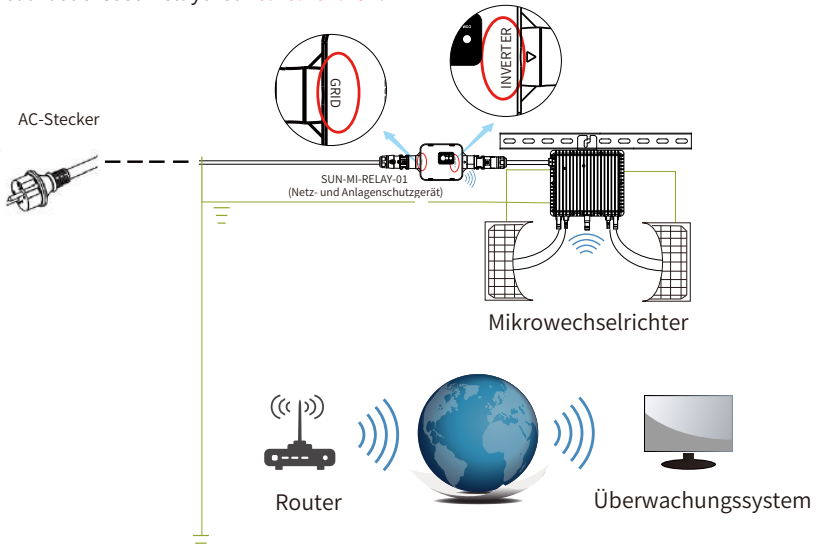 GRID
INVERTER
AC-Stecker
SUN-MI-RELAY-01
(Netz- und Anlagenschutzgerät)
Mikrowechselrichter
Router
Überwachungssystem